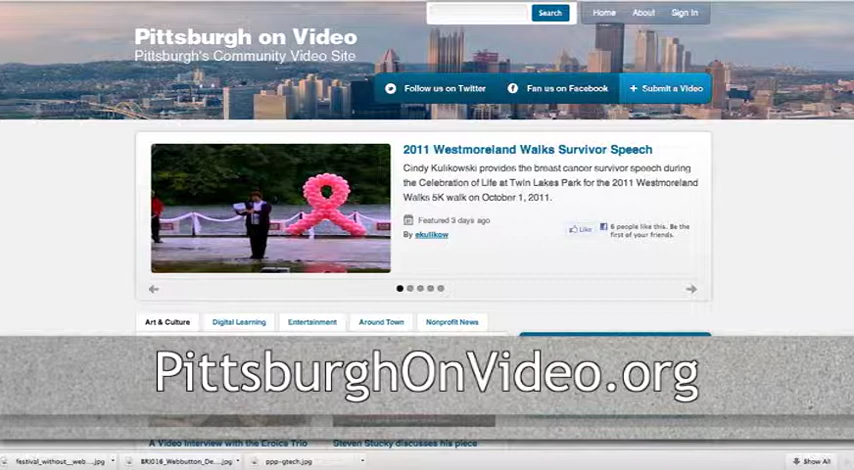 Search
Home About Sign In
Pittsburgh on Video
Pittsburgh's Community Video Site
Follow us on Twitter
Fan us on Facebook
+ Submit a Video
2011 Westmoreland Walks Survivor Speech
Cindy Kulikowski provides the breast cancer survivor speech during
the Celebration of Life at Twin Lakes Park for the 2011 Westmoreland
Walks 5K walk on October 1, 2011.
Featured 3 days ago
By ekulikow
Like
6 people like this. Be the
first of your friends.
Art & Culture
Digital Learning
Entertainment
Around Town
Nonprofit News
PittsburghOnVideo.org
A Video Interview with the Eroica Trio
Steven Stucky discusses his piece
festival_without_web....jpg
BRJ016_Webbutton_De....jpg
ppp-gtech.jpg
Show All